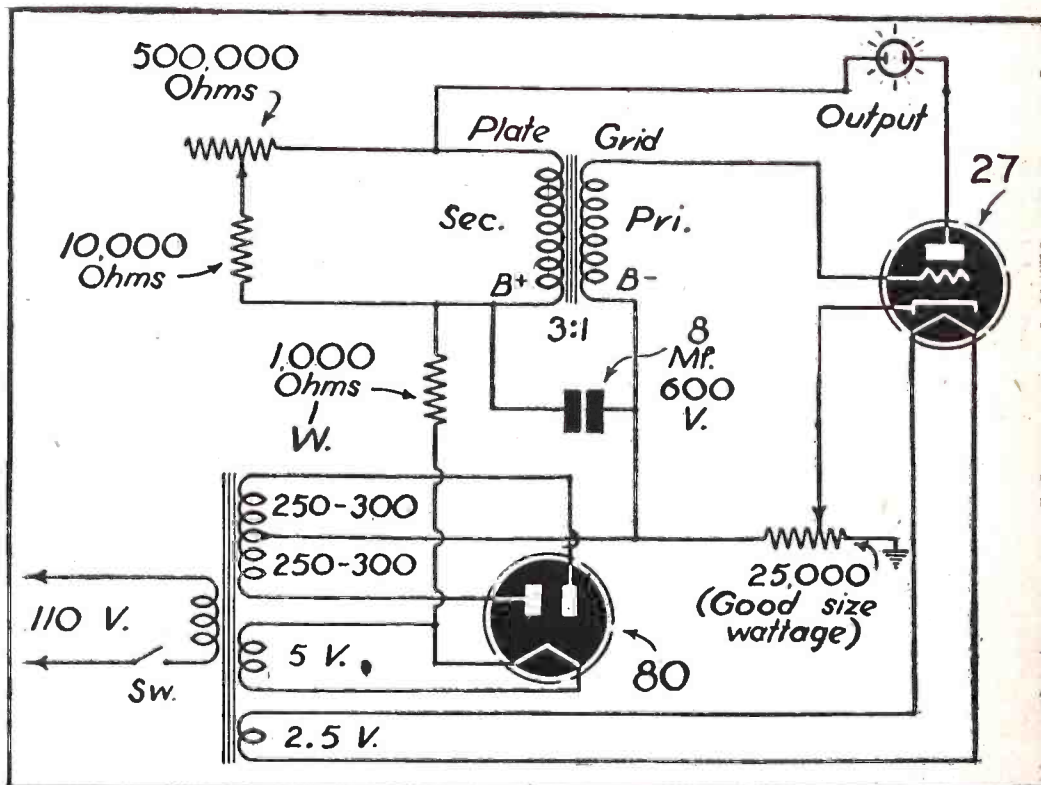 500,000
Ohms
Output
Plate
Grid
27
Sec.
Pri.
10,000
Ohms
B+
B-
3:1
8
Mf.
600
V.
1,000
Ohms
1
W.
250-300
250-300
25,000
(Good size
wattage)
110 V.
Sw.
5 V.
80
2.5 V.